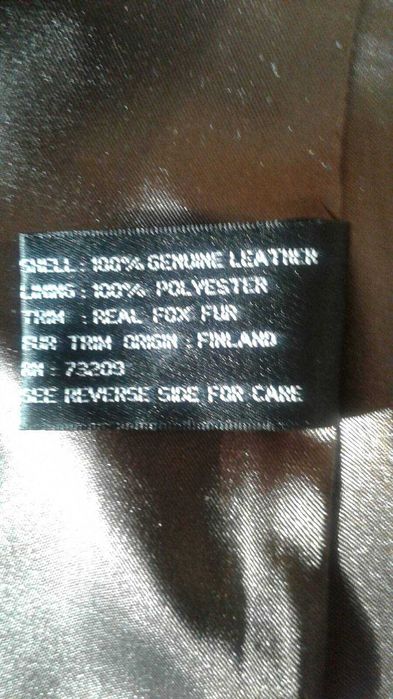 SHELL : 100% GENUINE LEATHER
LINING : 100% POLYESTER
TRIM : REAL FOX FUR
FUR TRIM ORIGIN : FINLAND
RN : 73209
SEE REVERSE SIDE FOR CARE